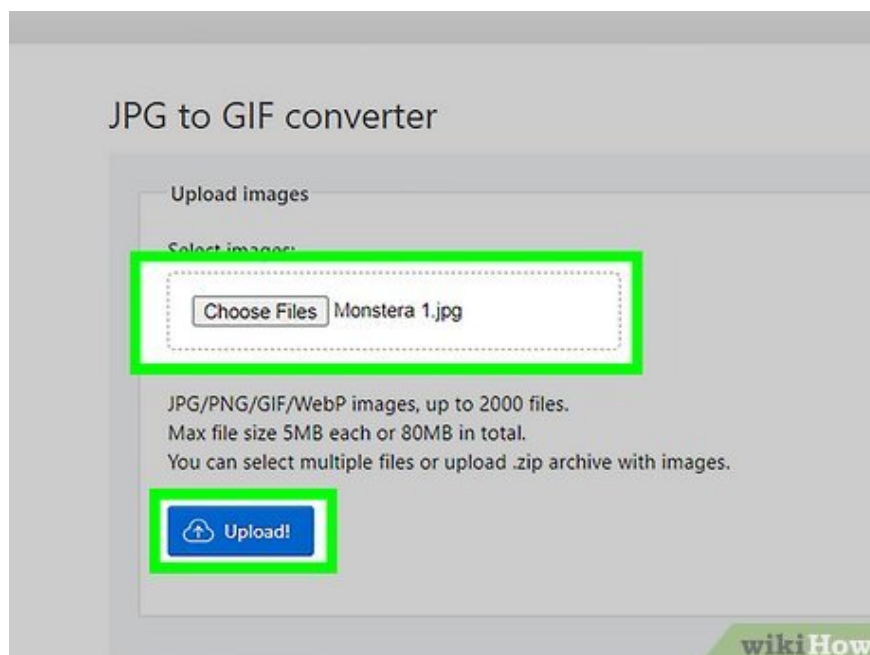 JPG to GIF converter
Upload images
Select images:
Choose Files Monstera 1.jpg
JPG/PNG/GIF/WebP images, up to 2000 files.
Max file size 5MB each or 80MB in total.
You can select multiple files or upload .zip archive with images.
Upload!
wikiHow